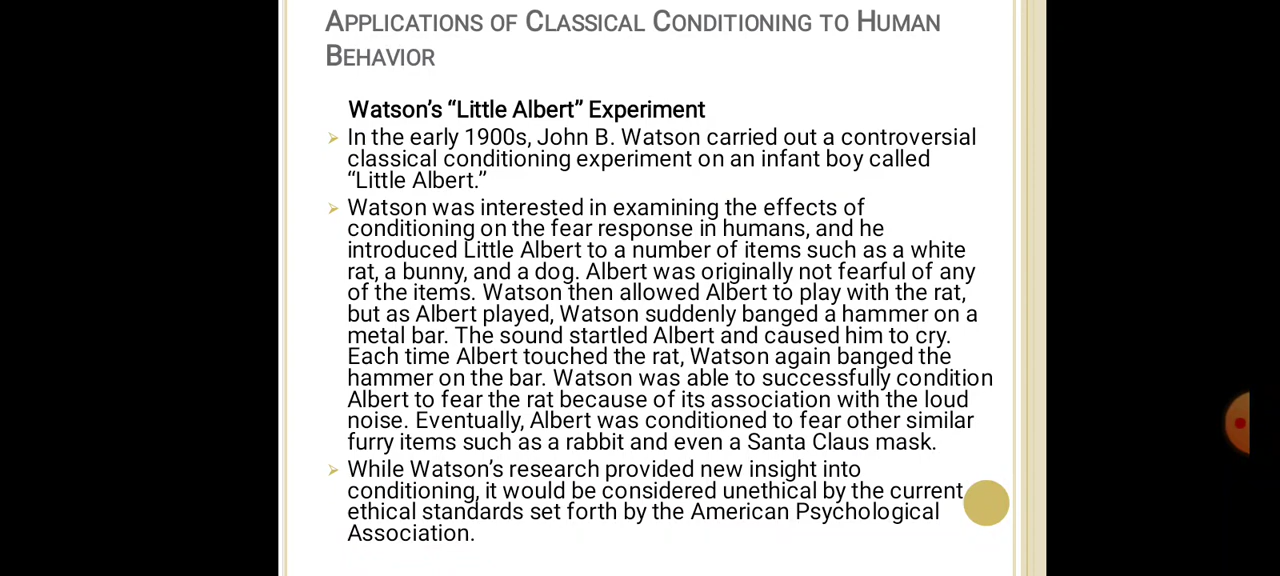 APPLICATIONS OF CLASSICAL CONDITIONING TO HUMAN
BEHAVIOR
Watson's “Little Albert” Experiment
In the early 1900s, John B. Watson carried out a controversial
classical conditioning experiment on an infant boy called
“Little Albert.”
Watson was interested in examining the effects of
conditioning on the fear response in humans, and he
introduced Little Albert to a number of items such as a white
rat, a bunny, and a dog. Albert was originally not fearful of any
of the items. Watson then allowed Albert to play with the rat,
but as Albert played, Watson suddenly banged a hammer on a
metal bar. The sound startled Albert and caused him to cry.
Each time Albert touched the rat, Watson again banged the
hammer on the bar. Watson was able to successfully condition
Albert to fear the rat because of its association with the loud
noise. Eventually, Albert was conditioned to fear other similar
furry items such as a rabbit and even a Santa Claus mask.
While Watson's research provided new insight into
conditioning, it would be considered unethical by the current
ethical standards set forth by the American Psychological
Association.